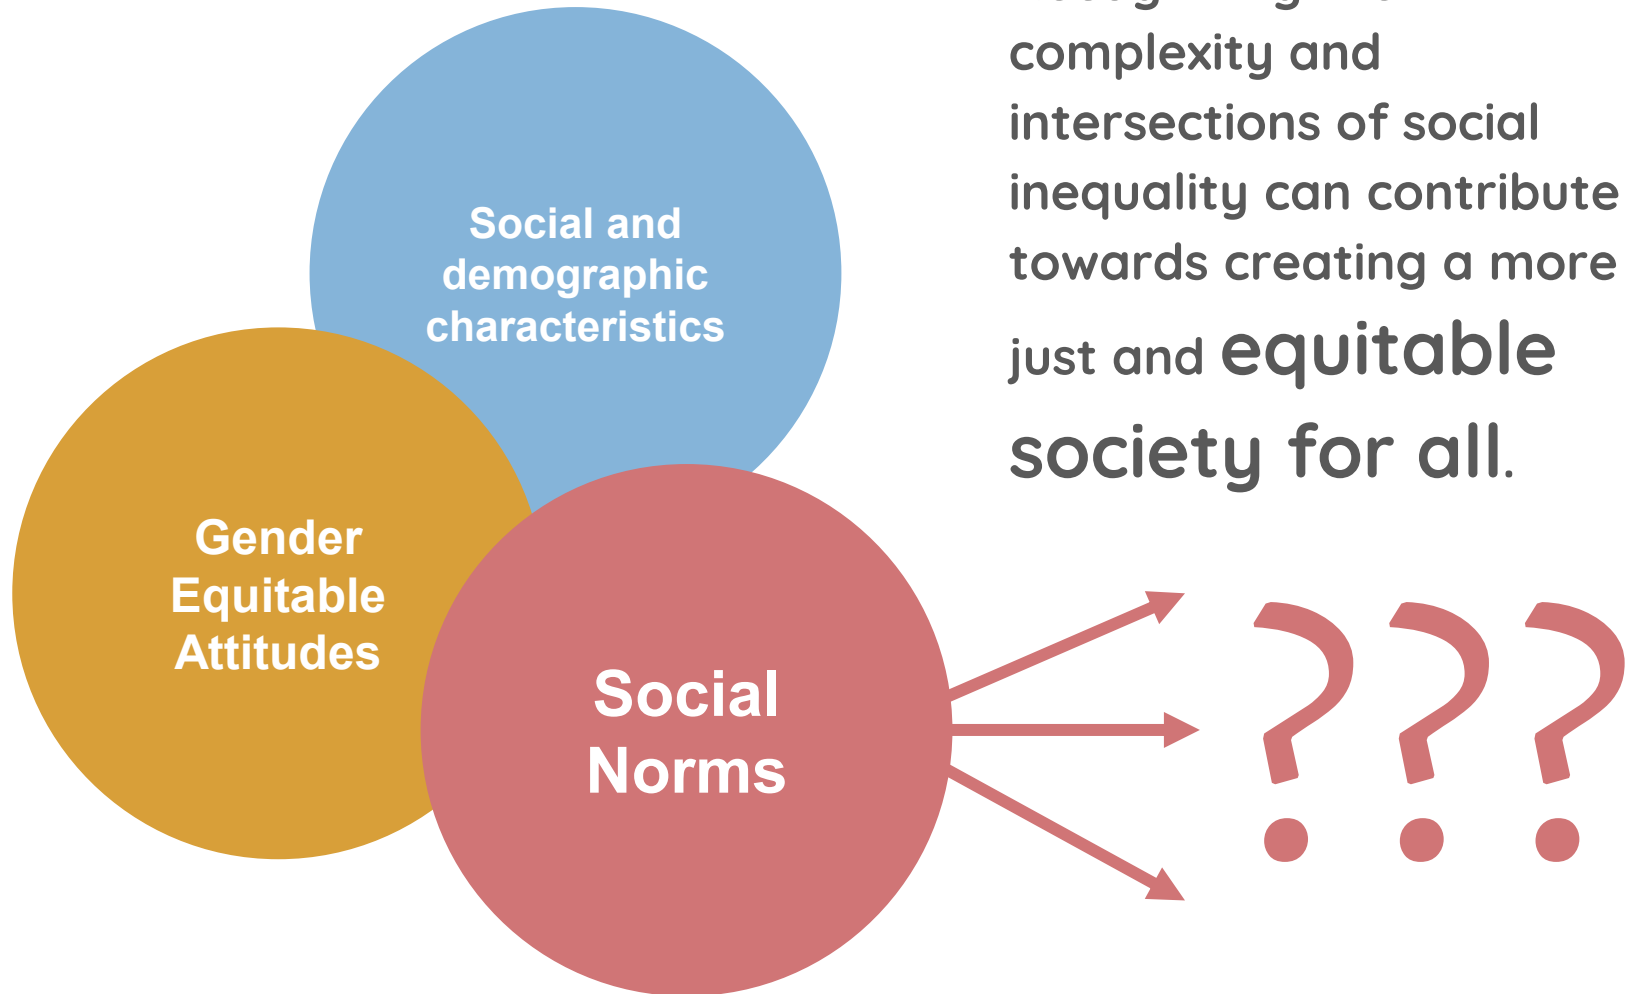 complexity and
intersections of social
inequality can contribute
towards creating a more
just and equitable
society for all.
Social and
demographic
characteristics
Gender
Equitable
Attitudes
Social
Norms
???